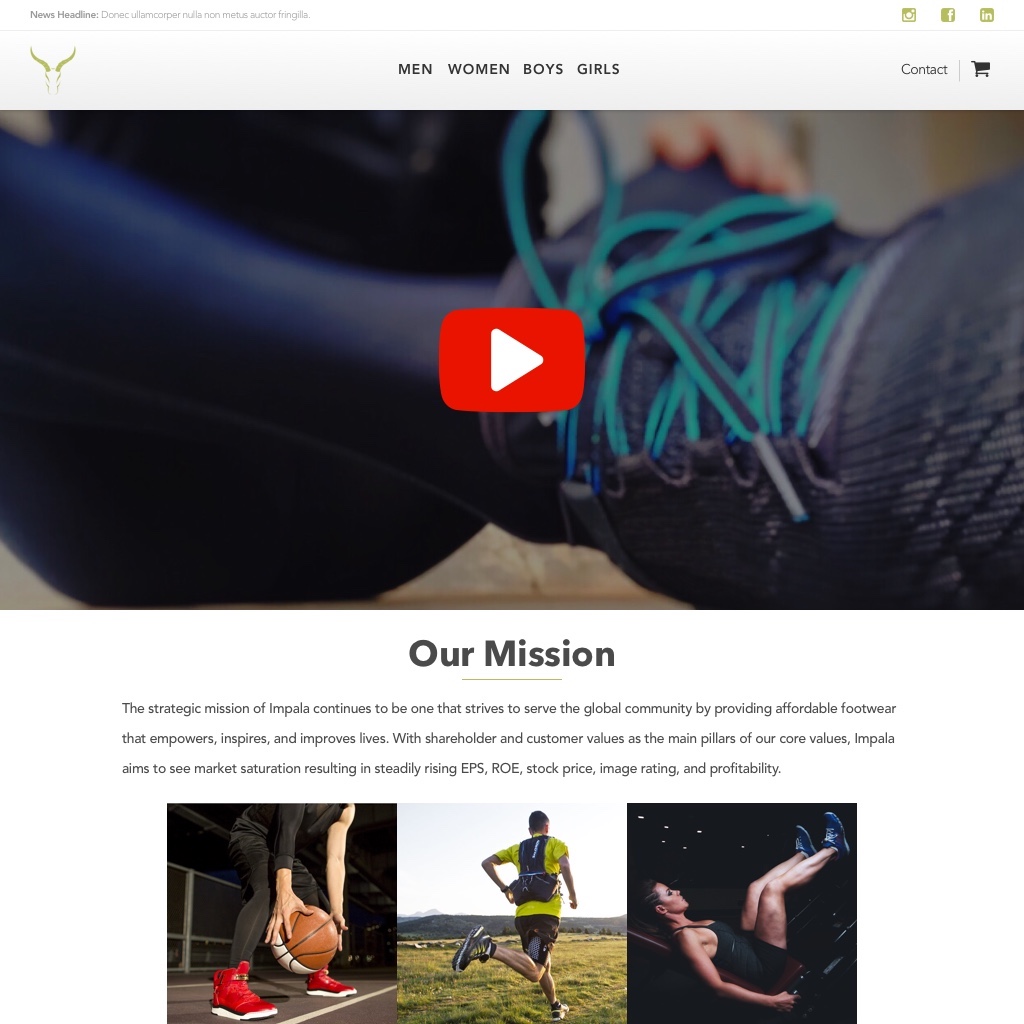 News Headline: Donec ullamcorper nulla non metus auctor fringilla.
MEN WOMEN BOYS GIRLS
Contact
Our Mission
The strategic mission of Impala continues to be one that strives to serve the global community by providing affordable footwear
that empowers, inspires, and improves lives. With shareholder and customer values as the main pillars of our core values, Impala
aims to see market saturation resulting in steadily rising EPS, ROE, stock price, image rating, and profitability.